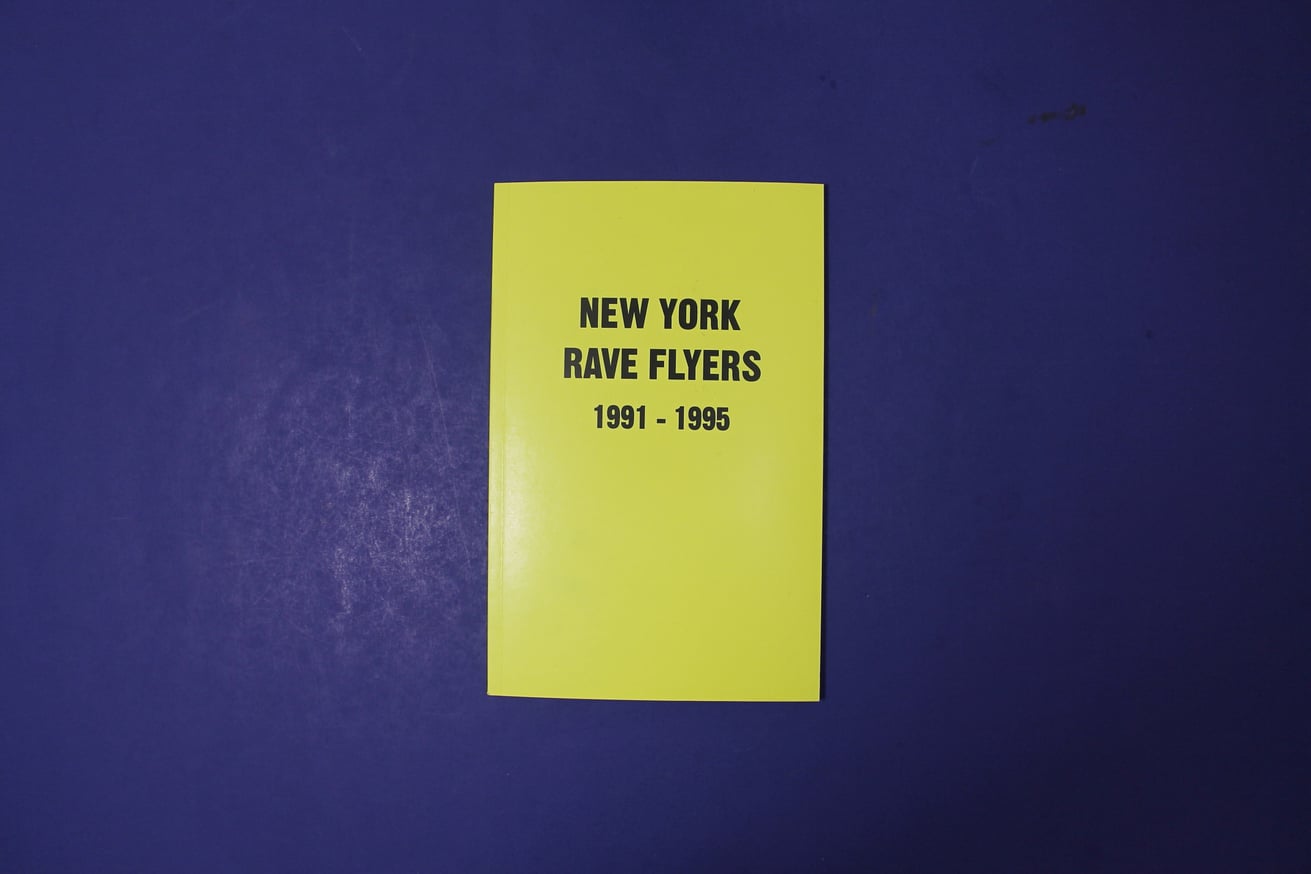 NEW YORK
RAVE FLYERS
1991 - 1995